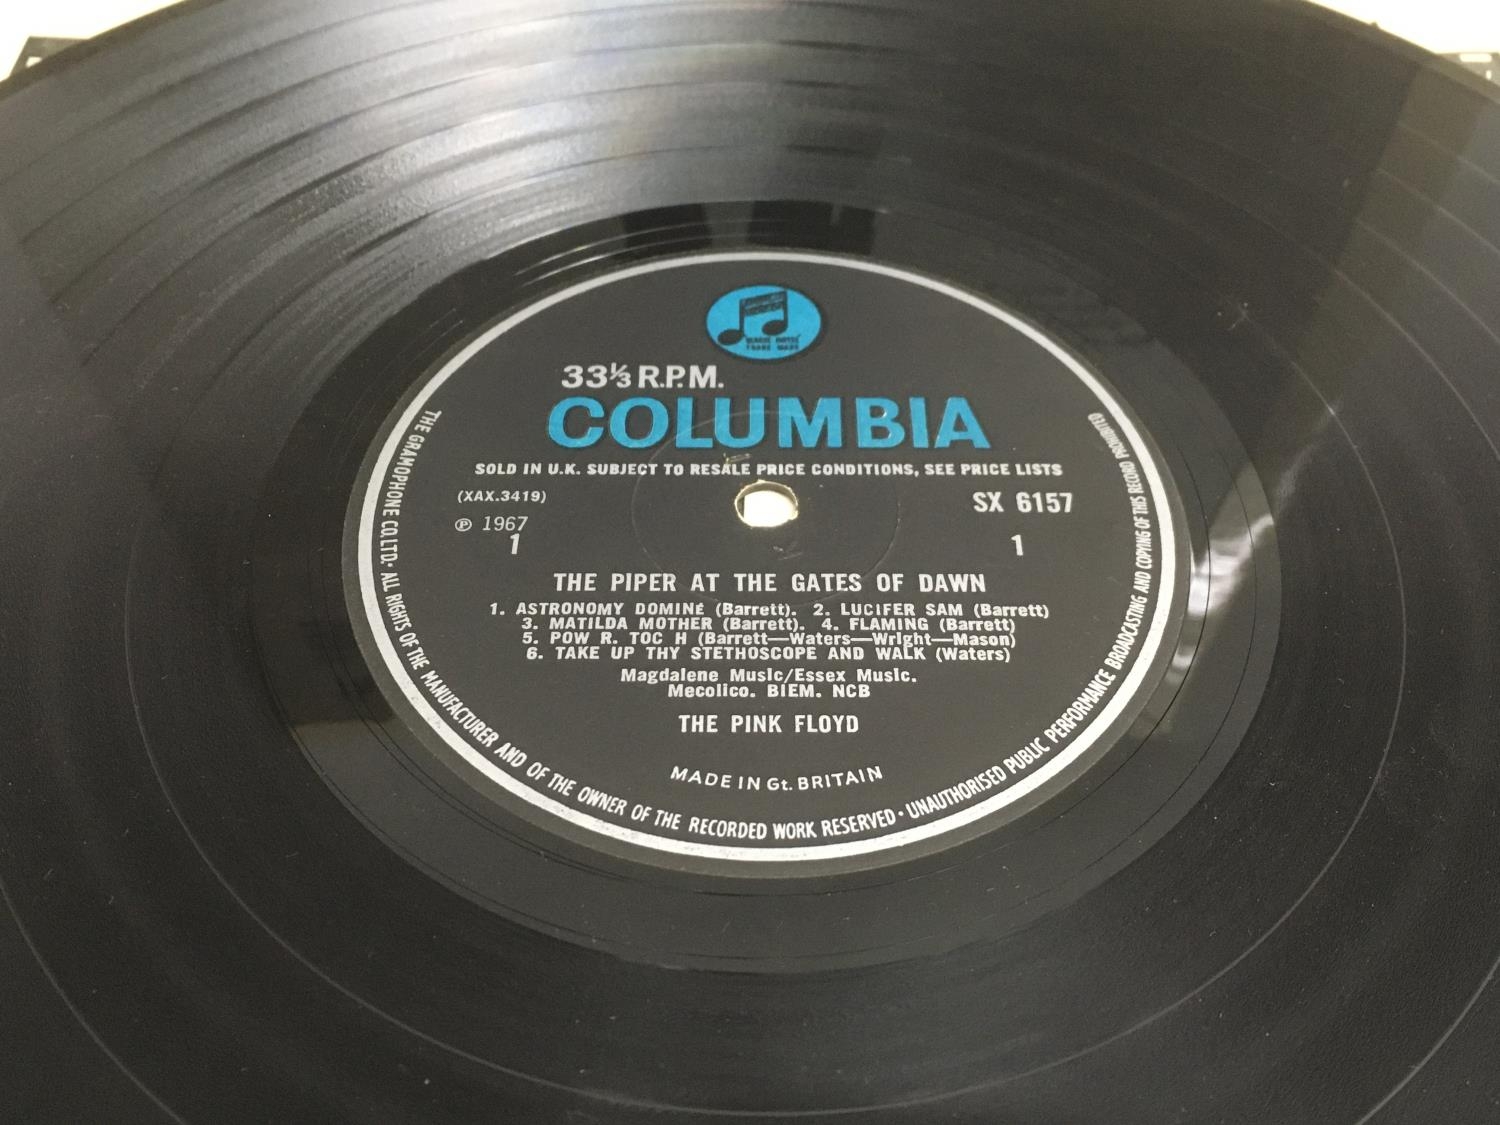 MAGIC NOTES
TRADE MARK
33⅓ R.P.M.
COLUMBIA
SOLD IN U.K. SUBJECT TO RESALE PRICE CONDITIONS, SEE PRICE LISTS
(XAX.3419) SX 6157
℗ 1967
1 1
THE PIPER AT THE GATES OF DAWN
1. ASTRONOMY DOMINÉ (Barrett). 2. LUCIFER SAM (Barrett)
3. MATILDA MOTHER (Barrett). 4. FLAMING (Barrett)
5. POW R. TOC H (Barrett—Waters—Wright—Mason)
6. TAKE UP THY STETHOSCOPE AND WALK (Waters)
Magdalene Music/Essex Music.
Mecolico. BIEM. NCB
THE PINK FLOYD
MADE IN Gt. BRITAIN
THE GRAMOPHONE CO. LTD. · ALL RIGHTS OF THE MANUFACTURER AND OF THE OWNER OF THE RECORDED WORK RESERVED · UNAUTHORISED PUBLIC PERFORMANCE BROADCASTING AND COPYING OF THIS RECORD PROHIBITED